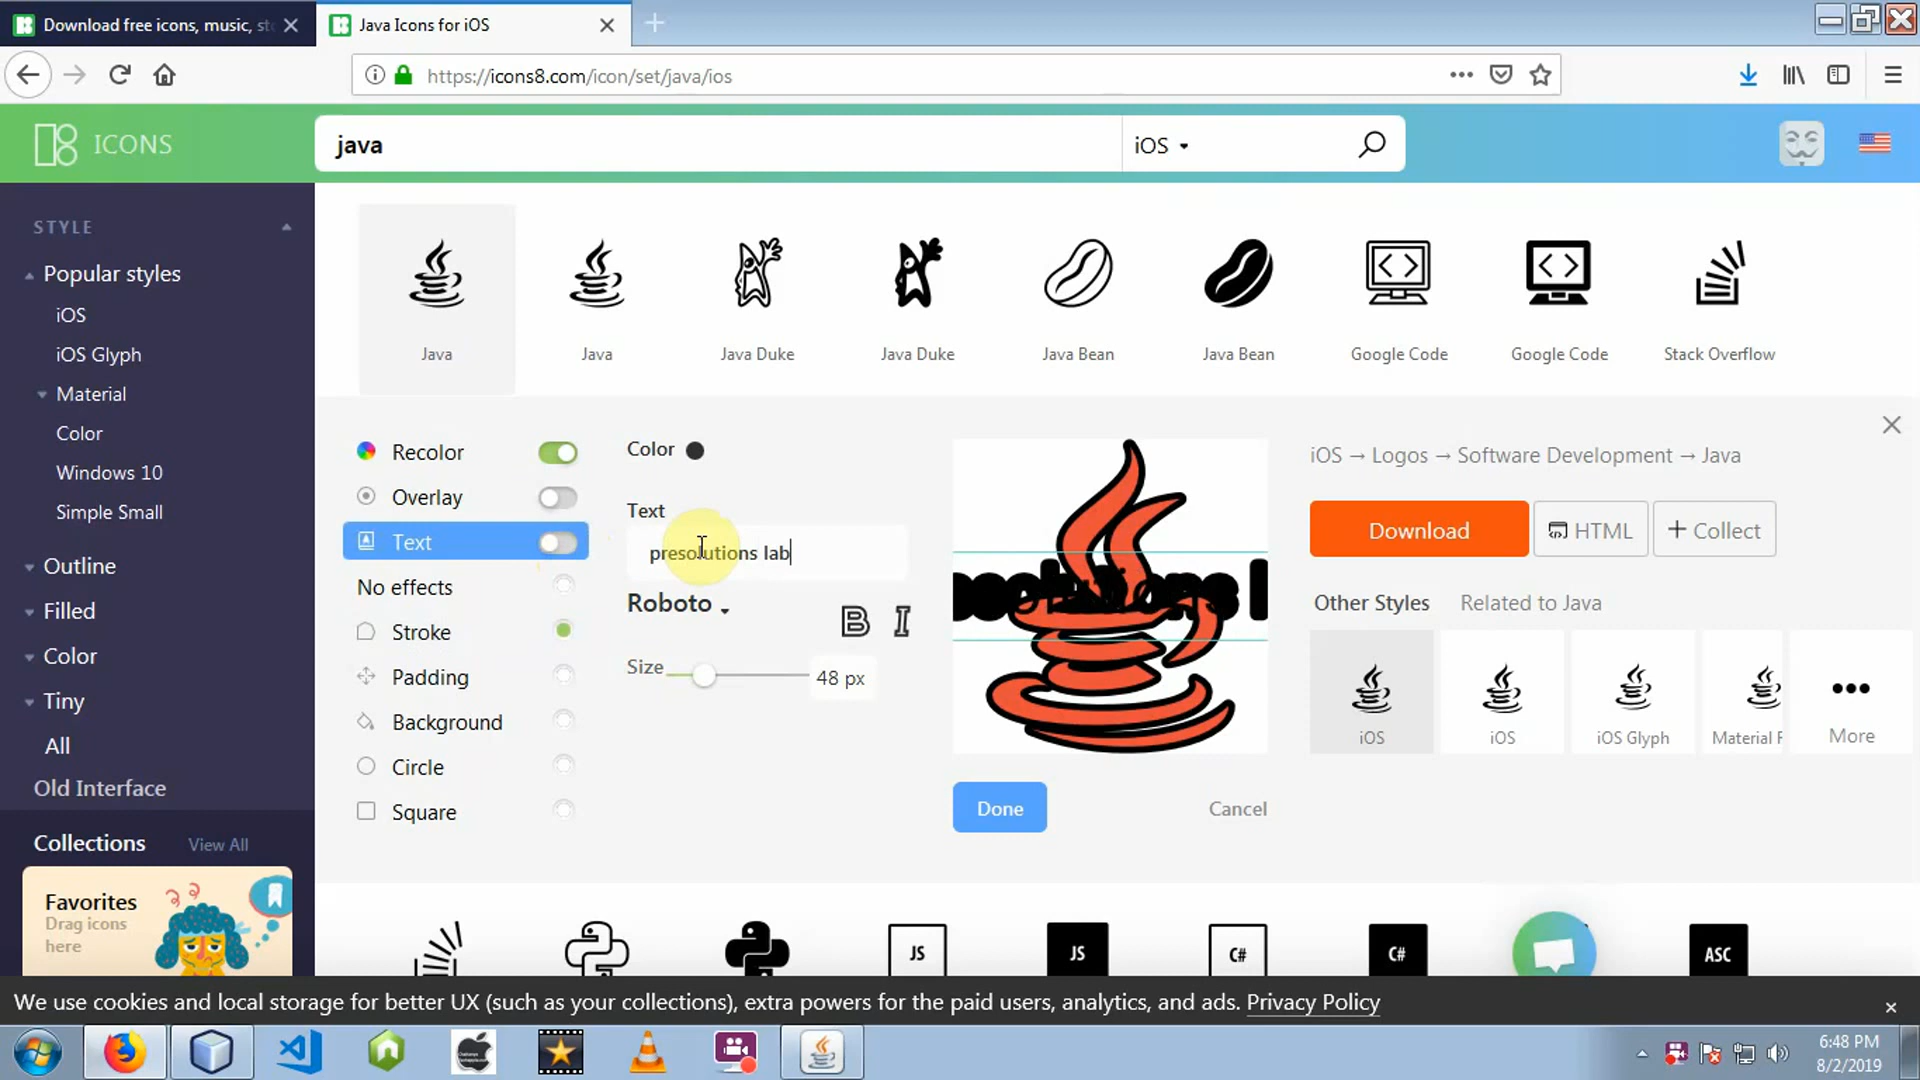 Download free icons, music, sto
Java Icons for iOS
https://icons8.com/icon/set/java/ios
ICONS
java
iOS
STYLE
Popular styles
iOS
iOS Glyph
Material
Color
Windows 10
Simple Small
Outline
Filled
Color
Tiny
All
Old Interface
Collections
View All
Favorites
Drag icons
here
Java
Java
Java Duke
Java Duke
Java Bean
Java Bean
Google Code
Google Code
Stack Overflow
Recolor
Overlay
Text
No effects
Stroke
Padding
Background
Circle
Square
Color
Text
presolutions lab
Roboto
B I
Size
48 px
Done
Cancel
iOS → Logos → Software Development → Java
Download
HTML
+ Collect
Other Styles
Related to Java
iOS
iOS
iOS Glyph
Material F
More
JS
JS
C#
C#
ASC
We use cookies and local storage for better UX (such as your collections), extra powers for the paid users, analytics, and ads. Privacy Policy
6:48 PM
8/2/2019